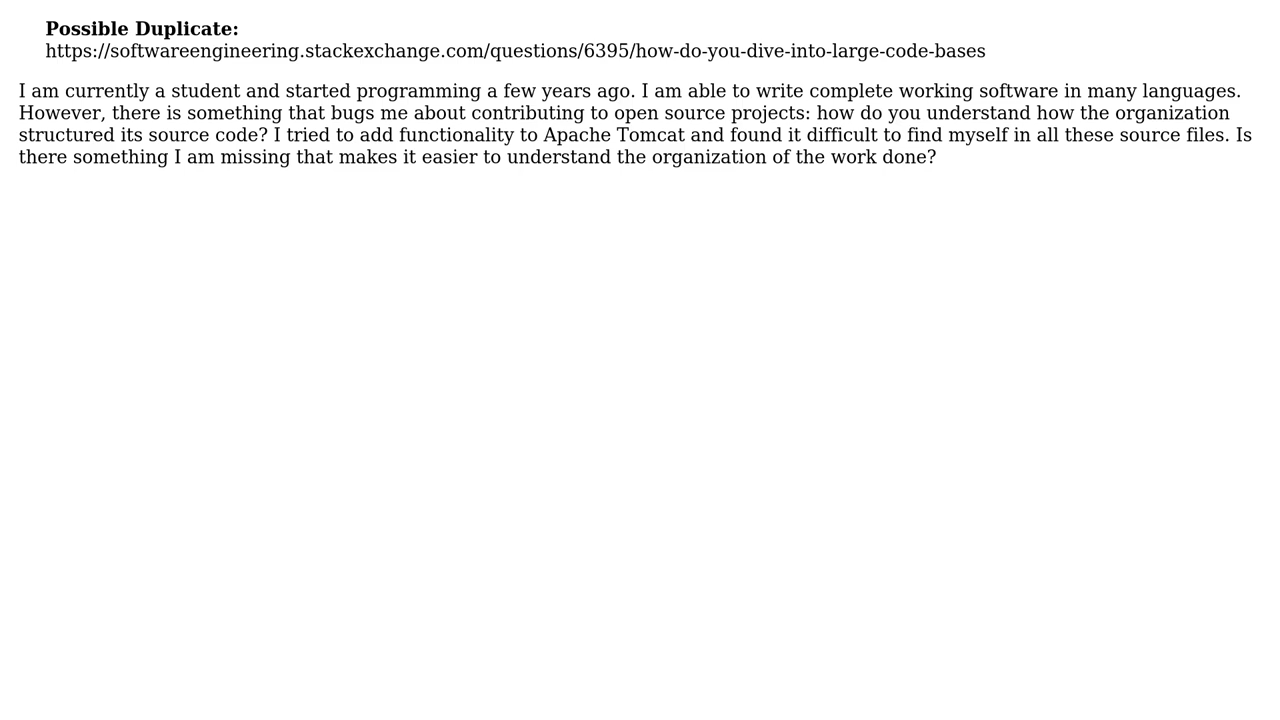 Possible Duplicate:
https://softwareengineering.stackexchange.com/questions/6395/how-do-you-dive-into-large-code-bases
I am currently a student and started programming a few years ago. I am able to write complete working software in many languages.
However, there is something that bugs me about contributing to open source projects: how do you understand how the organization
structured its source code? I tried to add functionality to Apache Tomcat and found it difficult to find myself in all these source files. Is
there something I am missing that makes it easier to understand the organization of the work done?